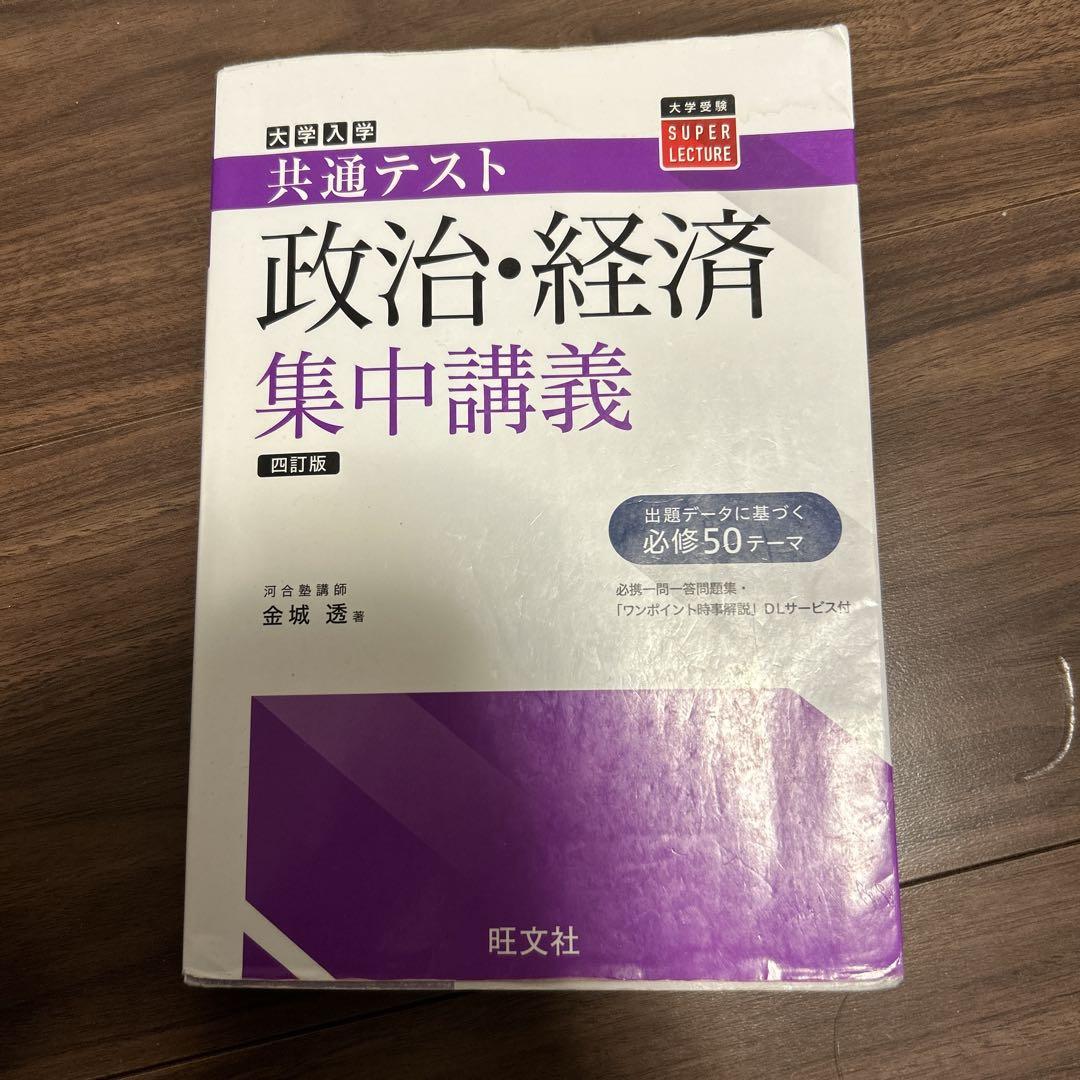 大学入学
大学受験
SUPER
LECTURE
共通テスト
政治・経済
集中講義
四訂版
出題データに基づく
必修50テーマ
必携一問一答問題集・
「ワンポイント時事解説」DLサービス付
河合塾講師
金城 透 著
旺文社